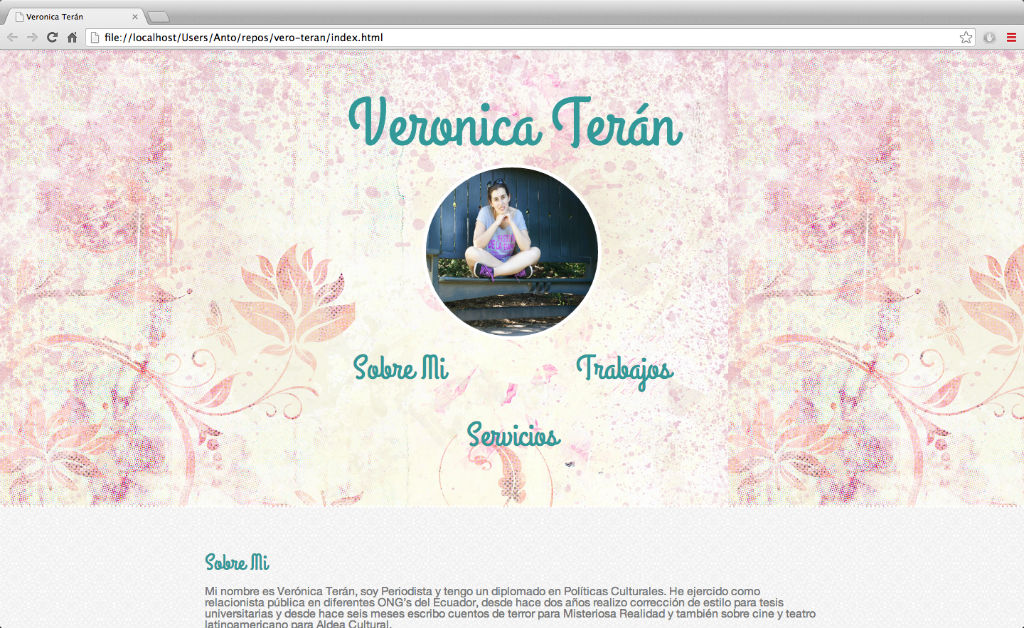 Veronica Terán
file://localhost/Users/Anto/repos/vero-teran/index.html
Veronica Terán
Sobre Mi
Trabajos
Servicios
Sobre Mi
Mi nombre es Verónica Terán, soy Periodista y tengo un diplomado en Políticas Culturales. He ejercido como
relacionista pública en diferentes ONG's del Ecuador, desde hace dos años realizo corrección de estilo para tesis
universitarias y desde hace seis meses escribo cuentos de terror para Misteriosa Realidad y también sobre cine y teatro
latinoamericano para Aldea Cultural.